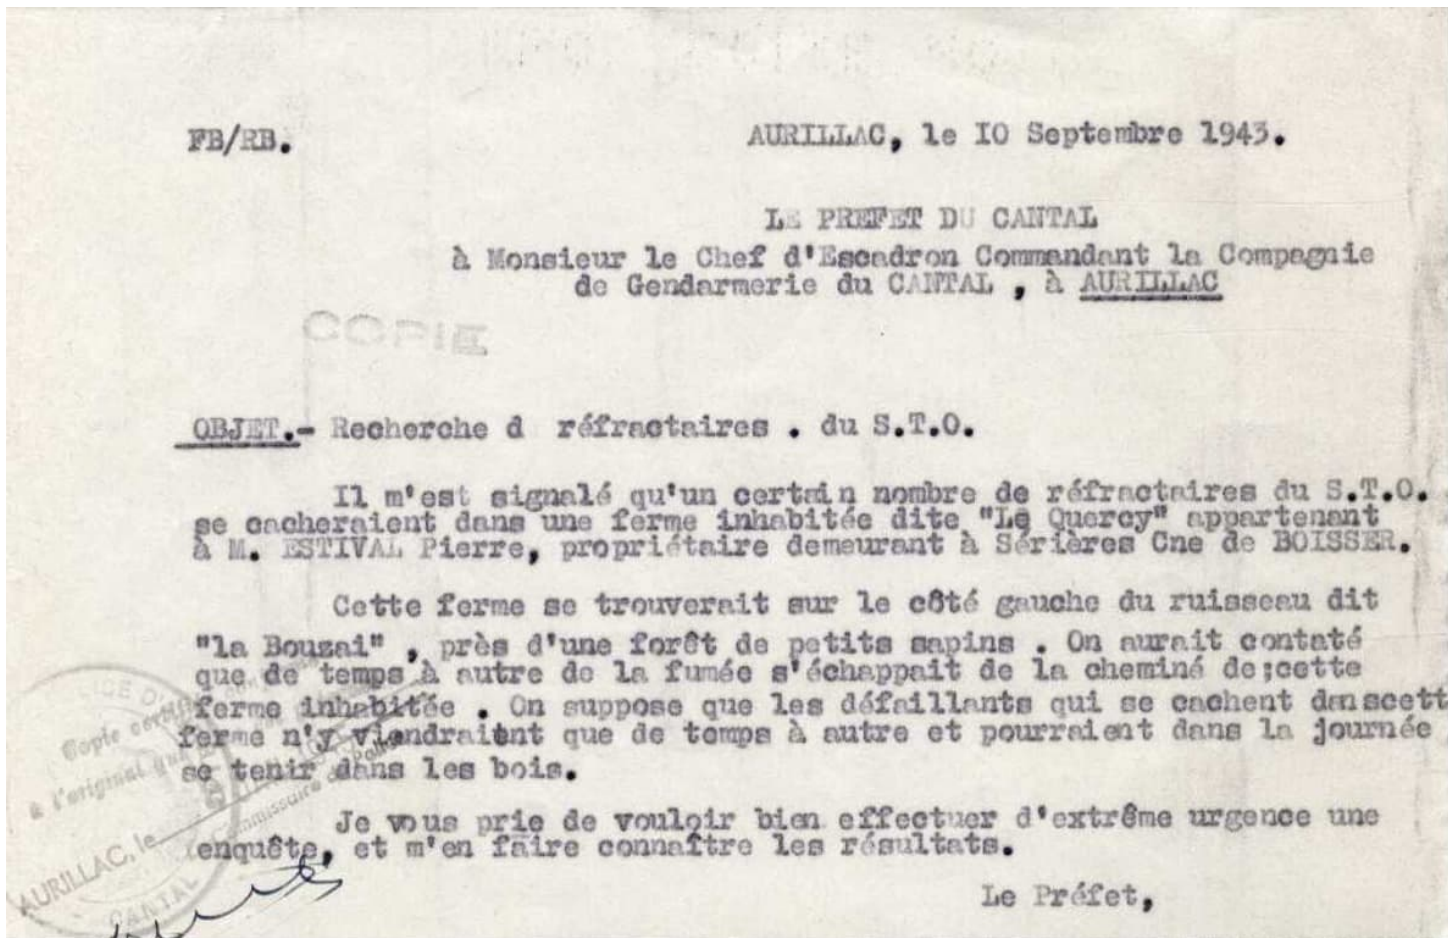 FB/RB.
AURILLAC, le IO Septembre 1943.
LE PREFET DU CANTAL
à Monsieur le Chef d'Escadron Commandant la Compagnie
de Gendarmerie du CANTAL , à AURILLAC
COPIE
OBJET.- Recherche d réfractaires . du S.T.O.
Il m'est signalé qu'un certain nombre de réfractaires du S.T.O.
se cacheraient dans une ferme inhabitée dite "Le Quercy" appartenant
à M. ESTIVAL Pierre, propriétaire demeurant à Sérières Cne de BOISSER.
Cette ferme se trouverait sur le côté gauche du ruisseau dit
"la Bouzai" , près d'une forêt de petits sapins . On aurait contaté
que de temps à autre de la fumée s'échappait de la cheminé de;cette
ferme inhabitée . On suppose que les défaillants qui se cachent danscett
ferme n'y viendraient que de temps à autre et pourraient dans la journée
se tenir dans les bois.
Je vous prie de vouloir bien effectuer d'extrême urgence une
enquête, et m'en faire connaître les résultats.
Le Préfet,
Copie
à l'original
AURILLAC, le
Commissaire
CANTAL